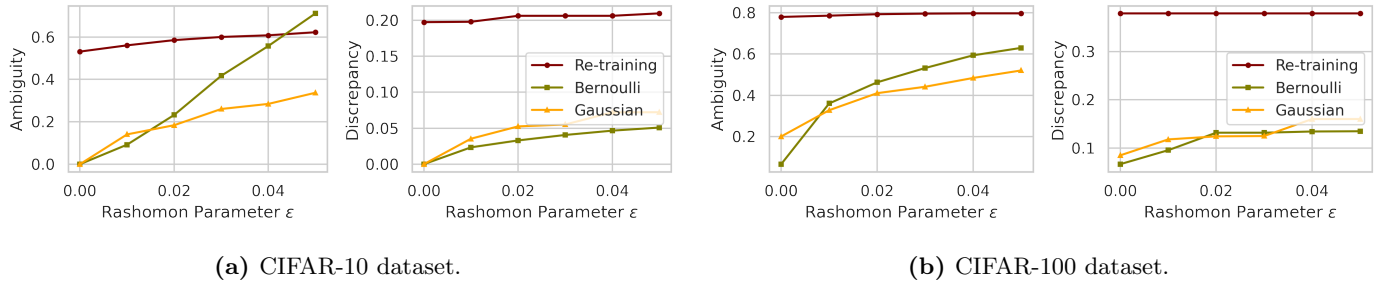 Ambiguity
0.6
0.4
0.2
0.0
0.00 0.02 0.04
Rashomon Parameter ε
Discrepancy
0.20
0.15
0.10
0.05
0.00
Re-training
Bernoulli
Gaussian
0.00 0.02 0.04
Rashomon Parameter ε
(a) CIFAR-10 dataset.
Ambiguity
0.8
0.6
0.4
0.2
0.00 0.02 0.04
Rashomon Parameter ε
Discrepancy
0.3
0.2
0.1
Re-training
Bernoulli
Gaussian
0.00 0.02 0.04
Rashomon Parameter ε
(b) CIFAR-100 dataset.